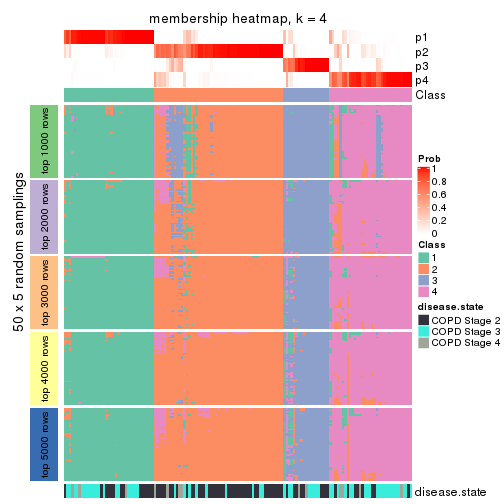 membership heatmap, k = 4
p1
p2
p3
p4
Class
50 x 5 random samplings
top 1000 rows
top 2000 rows
top 3000 rows
top 4000 rows
top 5000 rows
disease.state
Prob
1
0.8
0.6
0.4
0.2
0
Class
1
2
3
4
disease.state
COPD Stage 2
COPD Stage 3
COPD Stage 4